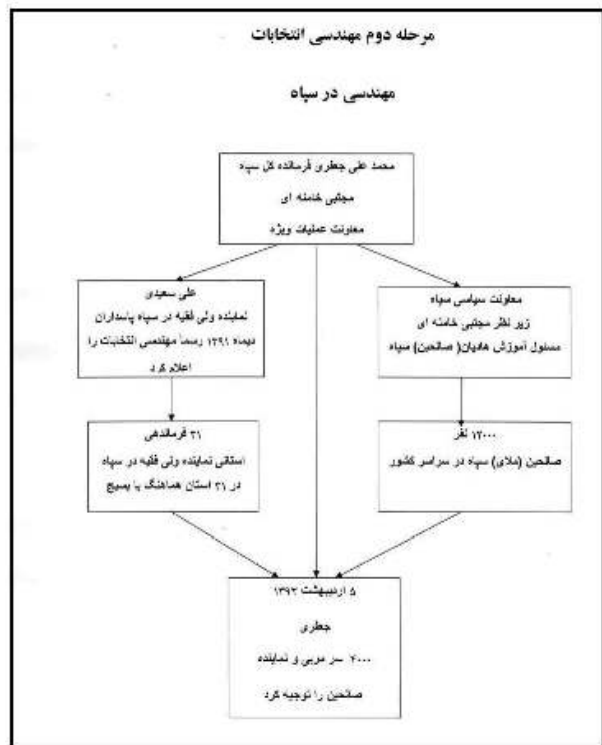 مرحله دوم مهندسی انتخابات
مهندسی در سپاه
محمد علی جعفری فرمانده کل سپاه
مجتبی خامنه ای
معاونت عملیات ویژه
معاونت سیاسی سپاه
زیر نظر مجتبی خامنه ای
مسئول آموزش هادیان( صالحین) سپاه
علی سعیدی
نماینده ولی فقیه در سپاه پاسداران
دیماه ۱۳۹۱ رسماً مهندسی انتخابات را
اعلام کرد
۱۲۰۰۰ نفر
صالحین (ملای) سپاه در سراسر کشور
۳۱ فرماندهی
استانی نماینده ولی فقیه در سپاه
در ۳۱ استان هماهنگ با بسیج
۵ اردیبهشت ۱۳۹۲
جعفری
۴۰۰۰ سر مربی و نماینده
صالحین را توجیه کرد